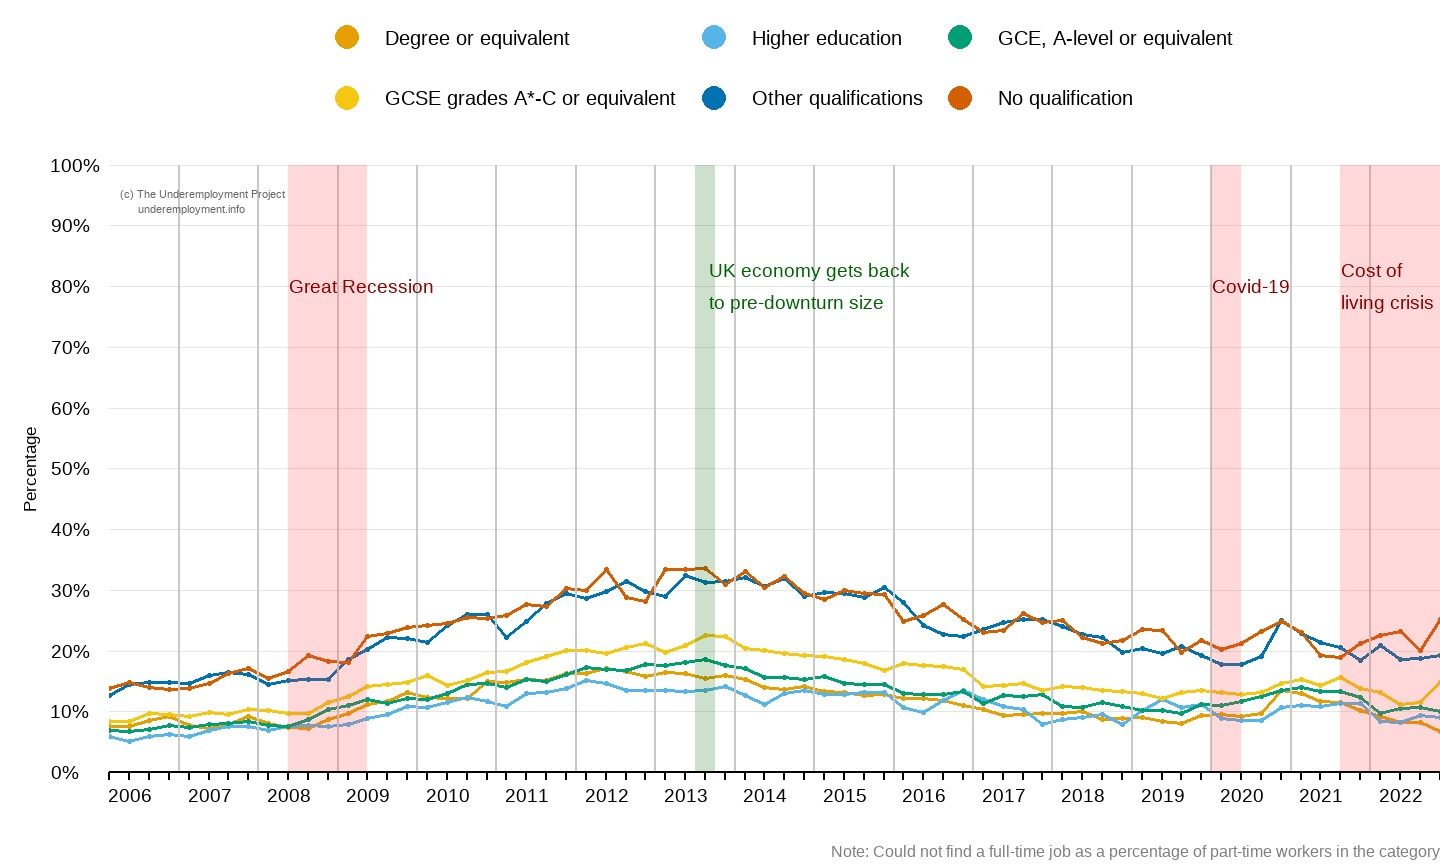 Degree or equivalent
Higher education
GCE, A-level or equivalent
GCSE grades A*-C or equivalent
Other qualifications
No qualification
100%
(c) The Underemployment Project
underemployment.info
90%
80%
70%
60%
50%
40%
30%
20%
10%
0%
Percentage
Great Recession
UK economy gets back
to pre-downturn size
Covid-19
Cost of
living crisis
2006 2007 2008 2009 2010 2011 2012 2013 2014 2015 2016 2017 2018 2019 2020 2021 2022
Note: Could not find a full-time job as a percentage of part-time workers in the category